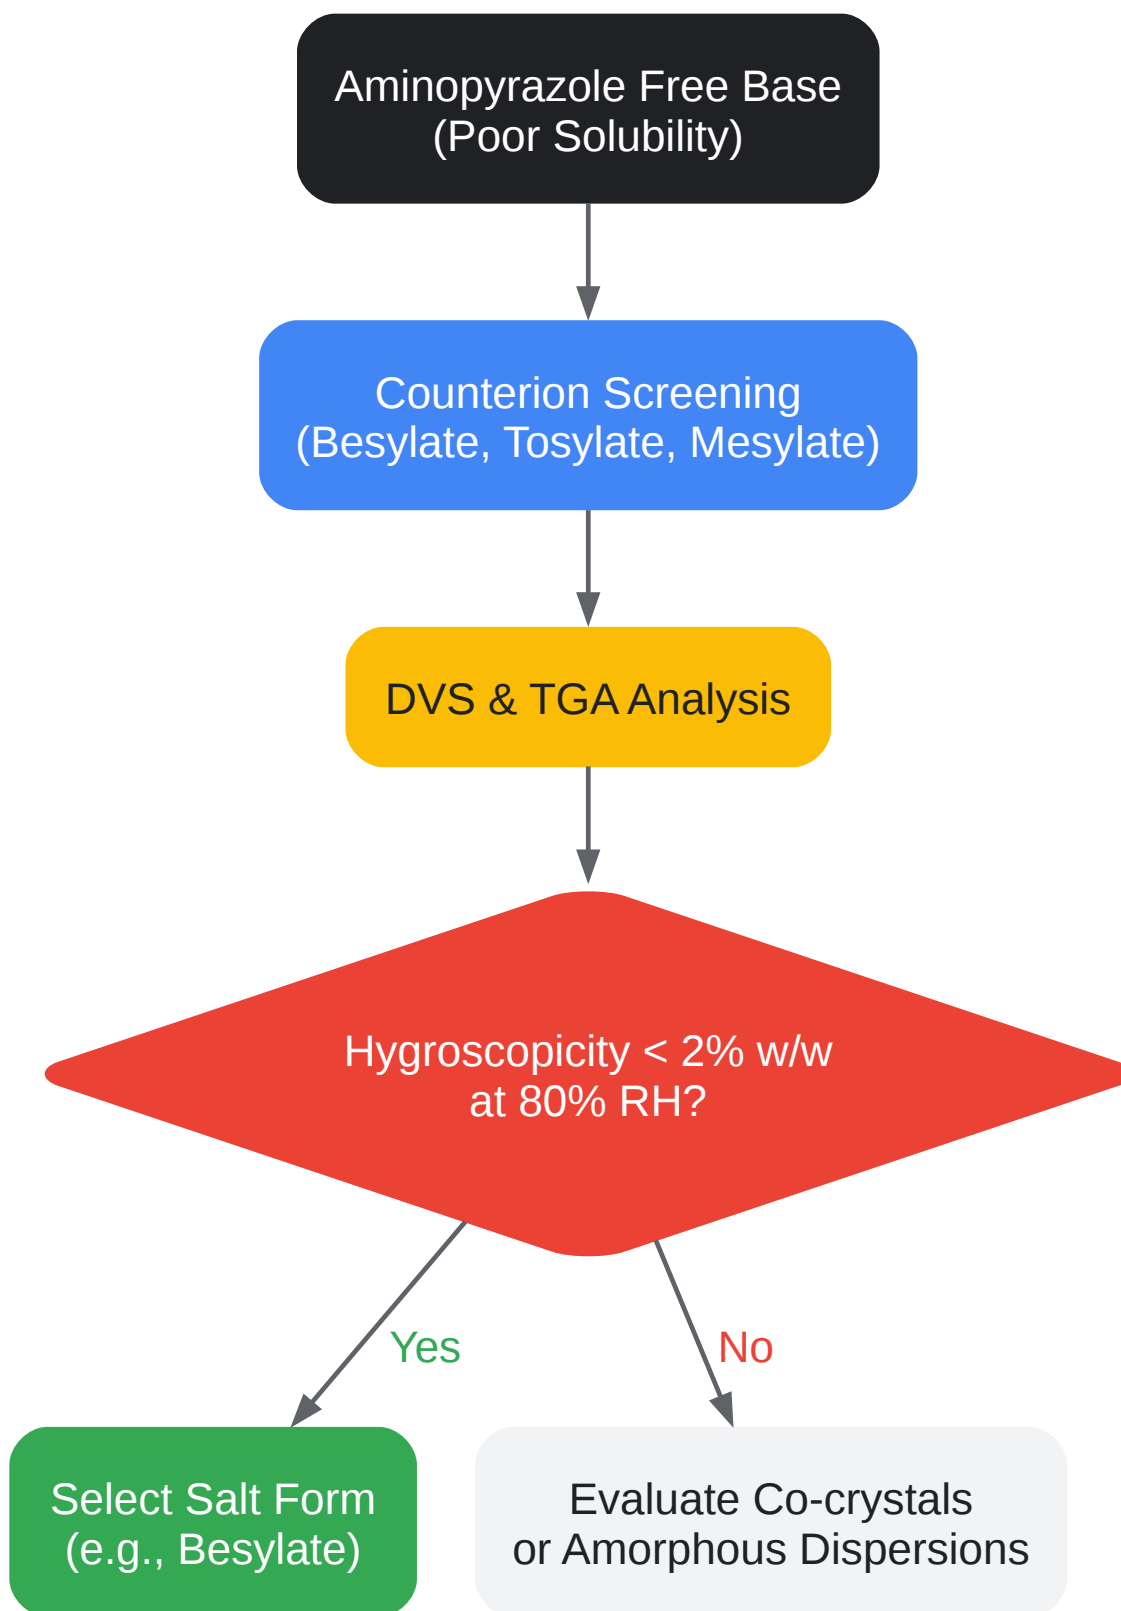 Aminopyrazole Free Base
(Poor Solubility)
Counterion Screening
(Besylate, Tosylate, Mesylate)
DVS & TGA Analysis
Hygroscopicity < 2% w/w
at 80% RH?
Yes
No
Select Salt Form
(e.g., Besylate)
Evaluate Co-crystals
or Amorphous Dispersions